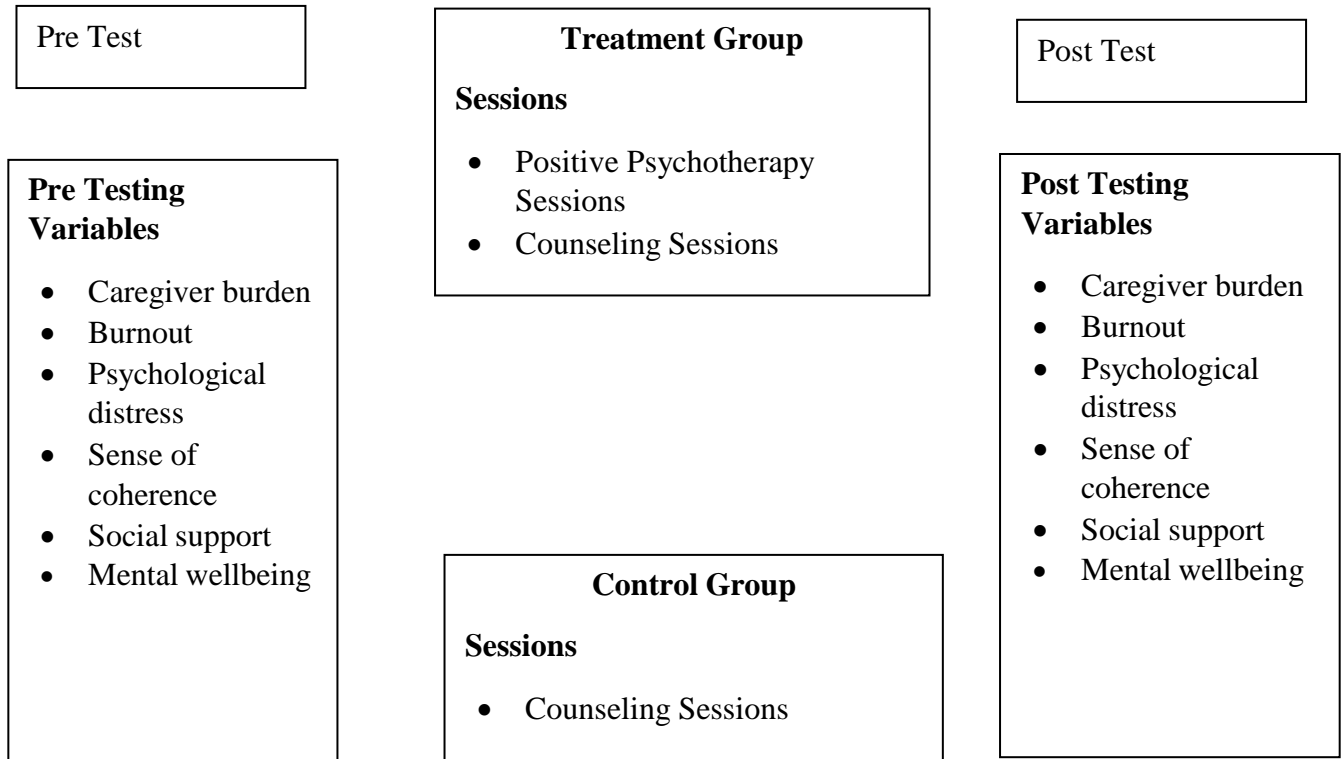 Pre Test
Pre Testing
Variables
• Caregiver burden
• Burnout
• Psychological
distress
• Sense of
coherence
• Social support
• Mental wellbeing
Treatment Group
Sessions
• Positive Psychotherapy
Sessions
• Counseling Sessions
Control Group
Sessions
• Counseling Sessions
Post Test
Post Testing
Variables
• Caregiver burden
• Burnout
• Psychological
distress
• Sense of
coherence
• Social support
• Mental wellbeing